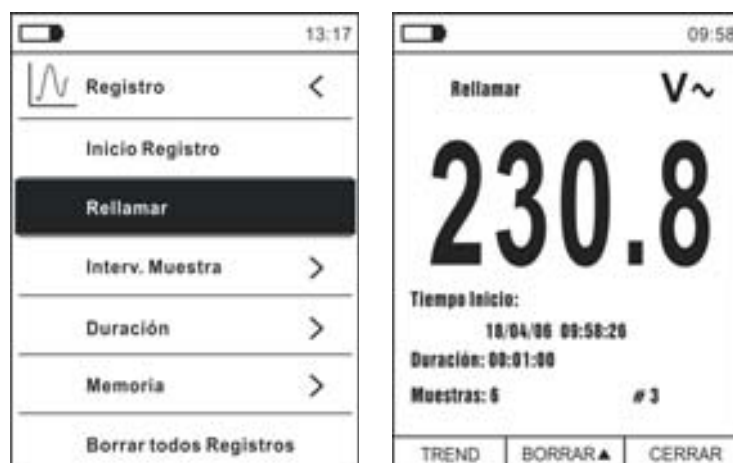 13:17
Registro <
Inicio Registro
Rellamar
Interv. Muestra >
Duración >
Memoria >
Borrar todos Registros
09:58
Rellamar V~
230.8
Tiempo Inicio:
18/04/06 09:58:26
Duración: 00:01:00
Muestras: 6 # 3
TREND BORRAR▲ CERRAR